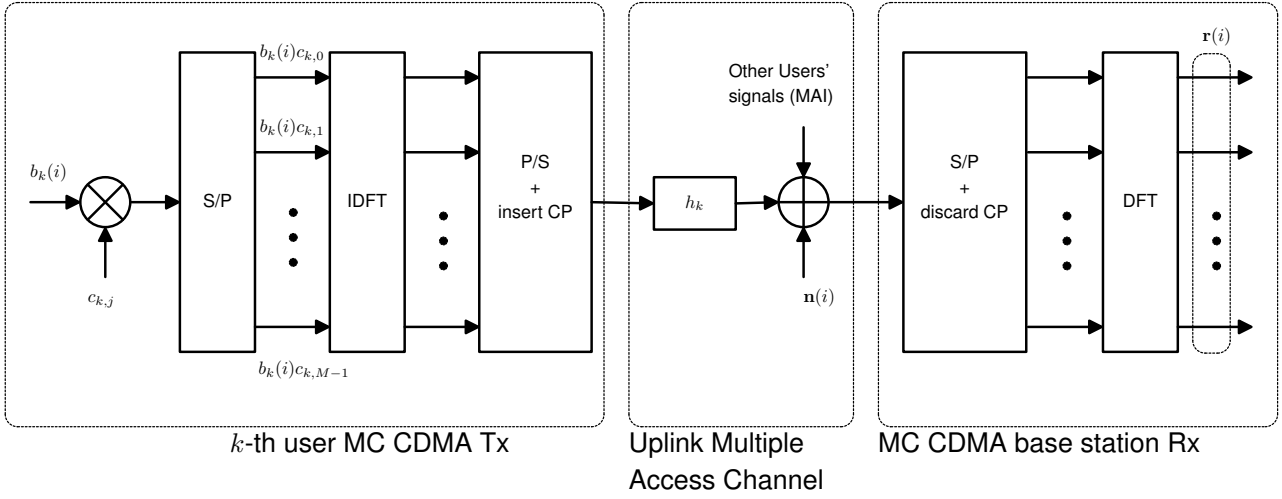 b_k(i)
c_{k,j}
S/P
b_k(i)c_{k,0}
b_k(i)c_{k,1}
b_k(i)c_{k,M−1}
IDFT
P/S
+
insert CP
k-th user MC CDMA Tx
h_k
Other Users’
signals (MAI)
n(i)
Uplink Multiple
Access Channel
S/P
+
discard CP
DFT
r(i)
MC CDMA base station Rx